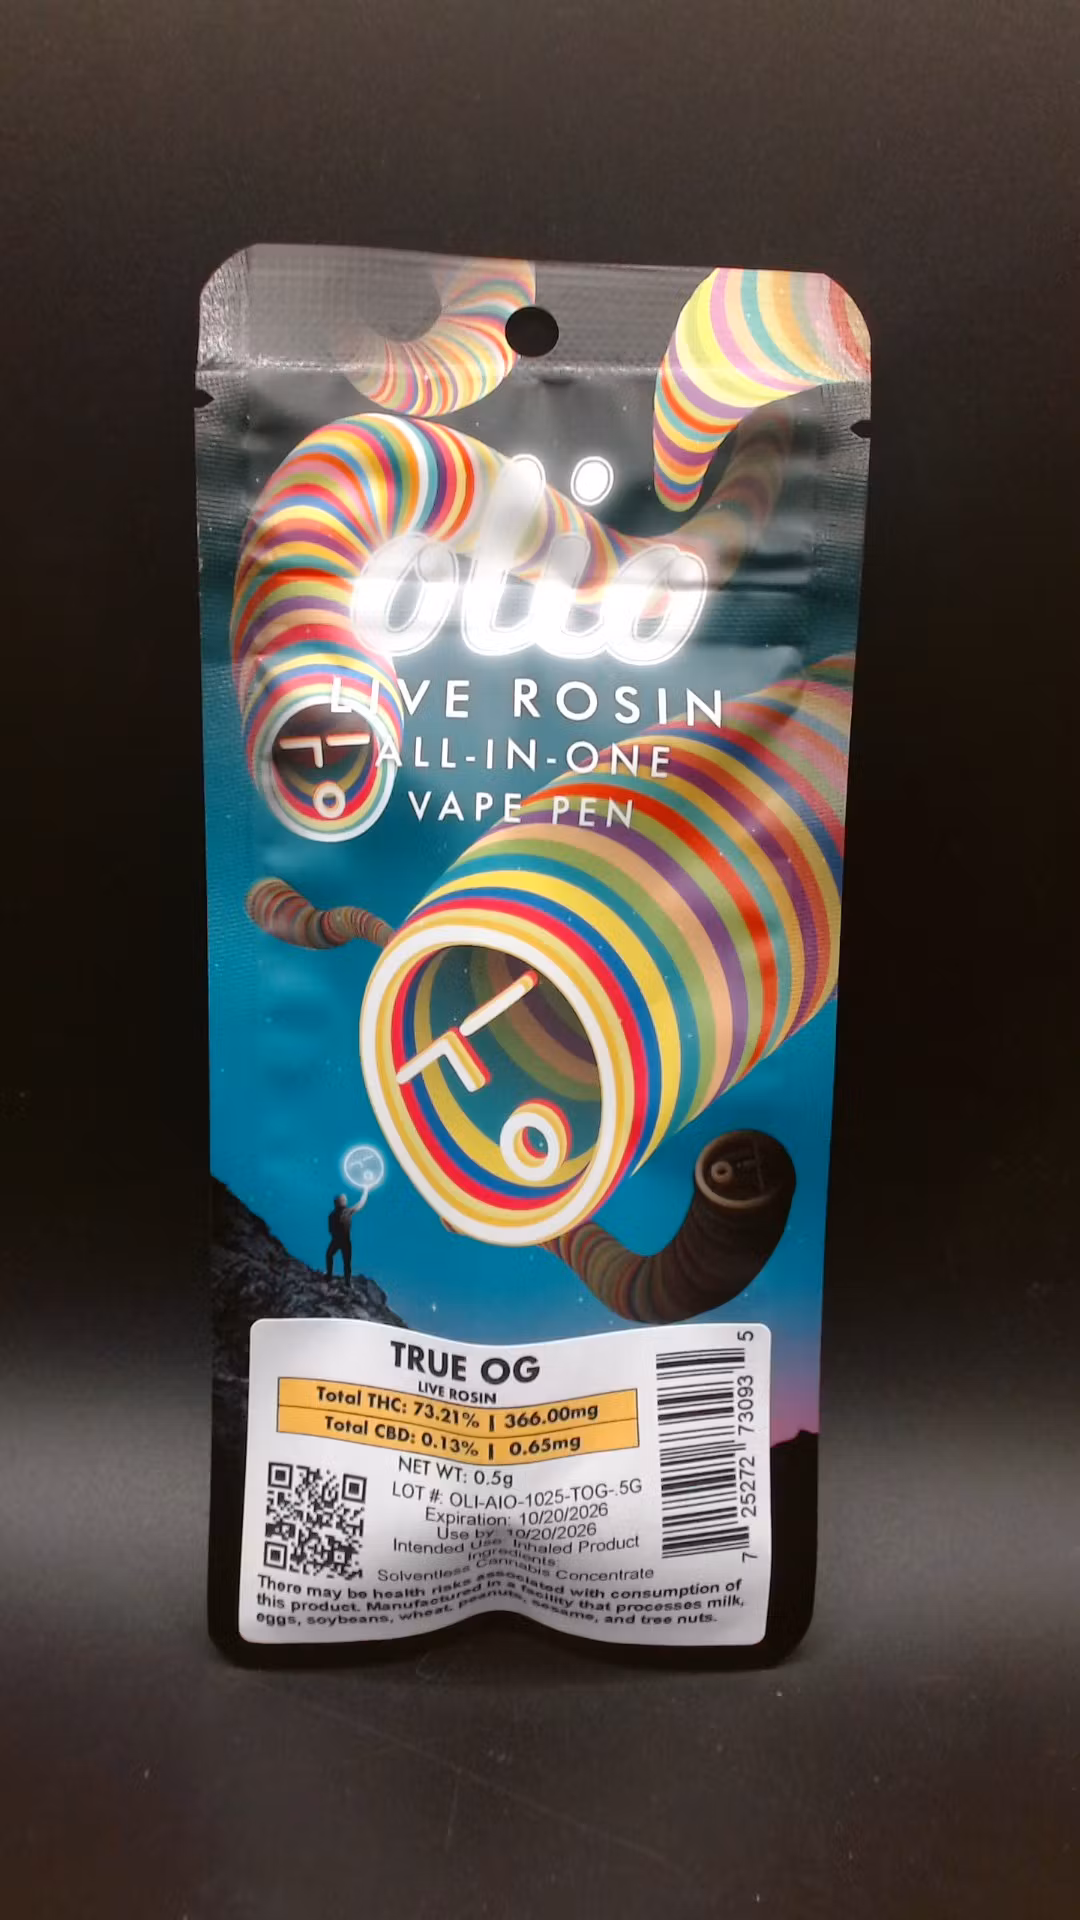 olio
LIVE ROSIN
ALL-IN-ONE
VAPE PEN
TRUE OG
LIVE ROSIN
Total THC: 73.21% | 366.00mg
Total CBD: 0.13% | 0.65mg
NET WT: 0.5g
LOT #: OLI-AIO-1025-TOG-.5G
Expiration: 10/20/2026
Use by: 10/20/2026
Intended Use: Inhaled Product
Ingredients:
Solventless Cannabis Concentrate
There may be health risks associated with consumption of
this product. Manufactured in a facility that processes milk,
eggs, soybeans, wheat, peanuts, sesame, and tree nuts.
7 25272 73093 5